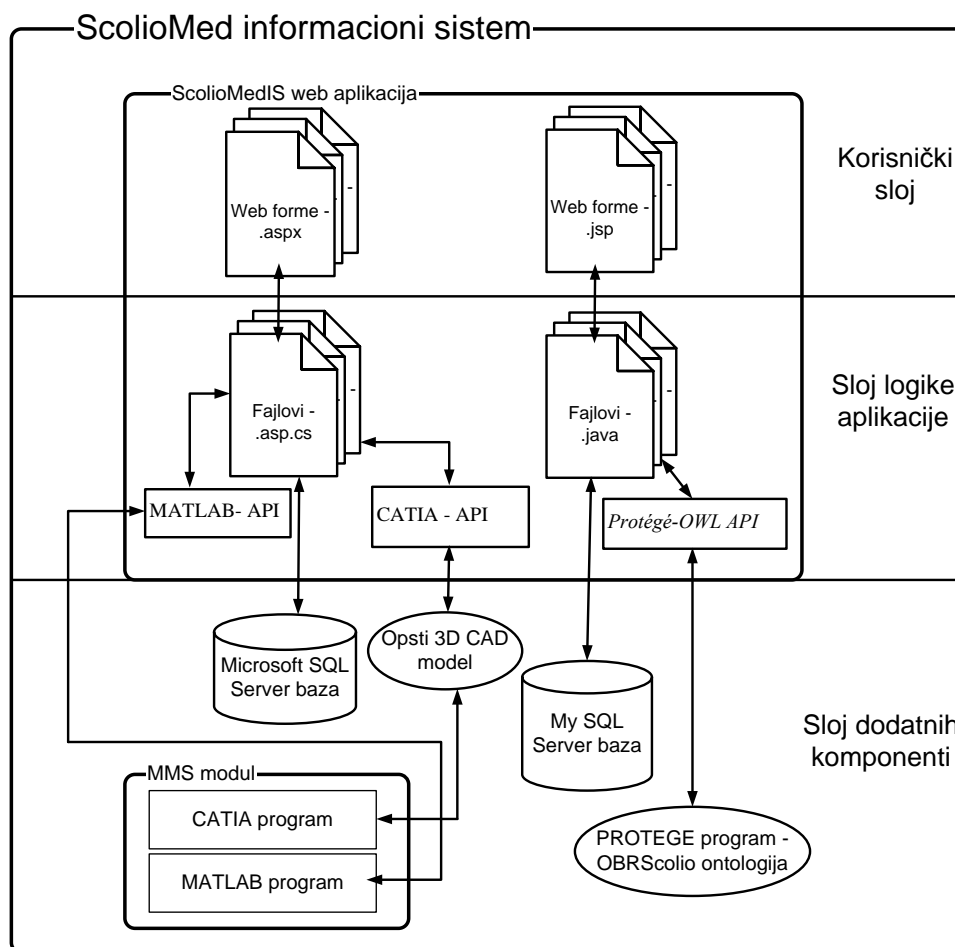 ScolioMed informacioni sistem
ScolioMedIS web aplikacija
Web forme -
.aspx
-
Web forme -
.jsp
-
Korisnički
sloj
Fajlovi -
.asp.cs
-
Fajlovi -
.java
-
Sloj logike
aplikacije
MATLAB- API
CATIA - API
Protégé-OWL API
Microsoft SQL
Server baza
Opsti 3D CAD
model
My SQL
Server baza
Sloj dodatnih
komponenti
MMS modul
CATIA program
MATLAB program
PROTEGE program -
OBRScolio ontologija